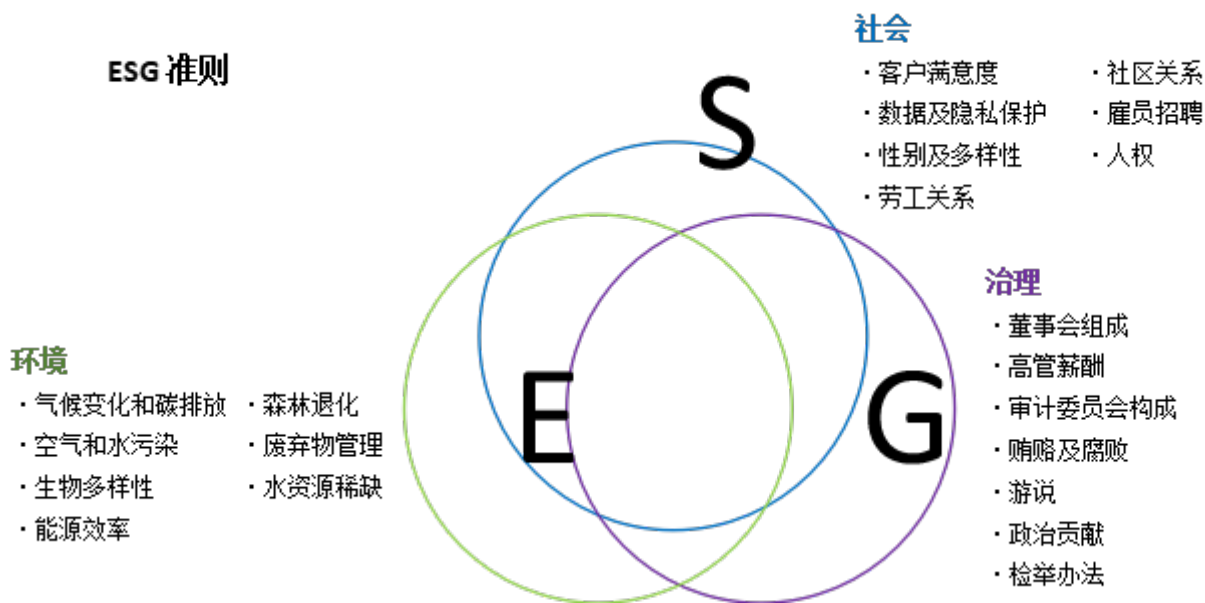 ESG 准则
S
社会
· 客户满意度
· 社区关系
· 数据及隐私保护
· 雇员招聘
· 性别及多样性
· 人权
· 劳工关系
E
环境
· 气候变化和碳排放
· 森林退化
· 空气和水污染
· 废弃物管理
· 生物多样性
· 水资源稀缺
· 能源效率
G
治理
· 董事会组成
· 高管薪酬
· 审计委员会构成
· 贿赂及腐败
· 游说
· 政治贡献
· 检举办法